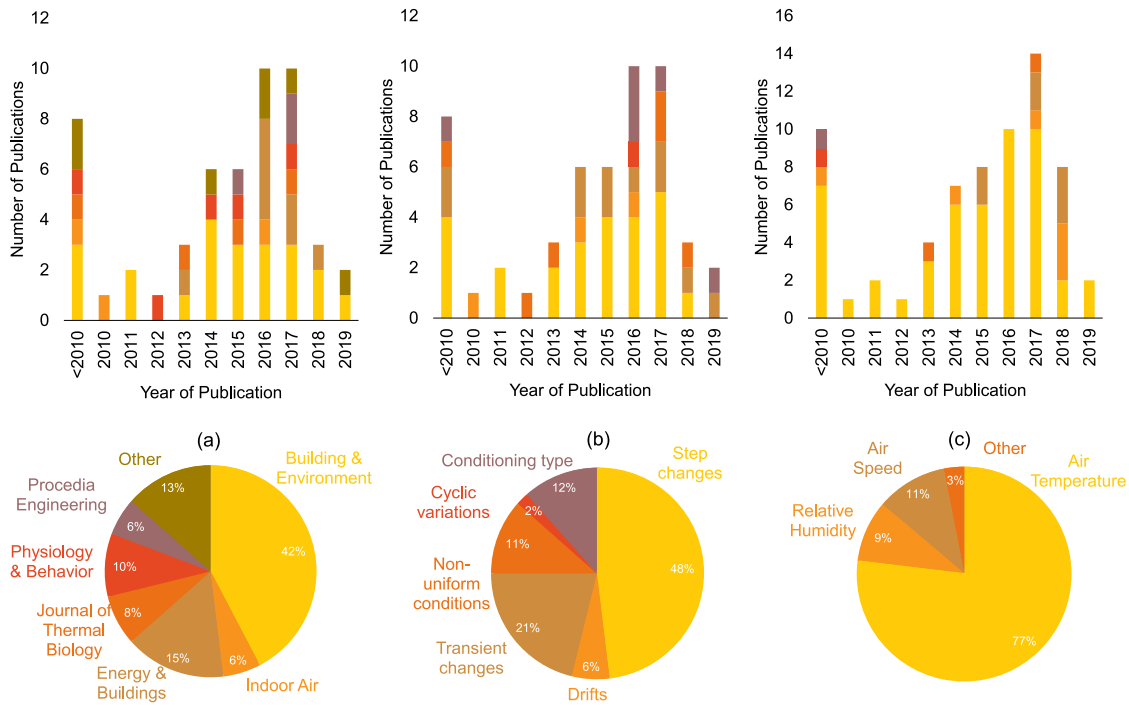 12
10
8
6
4
2
0
Number of Publications
<2010
2010
2011
2012
2013
2014
2015
2016
2017
2018
2019
Year of Publication
12
10
8
6
4
2
0
Number of Publications
<2010
2010
2011
2012
2013
2014
2015
2016
2017
2018
2019
Year of Publication
16
14
12
10
8
6
4
2
0
Number of Publications
<2010
2010
2011
2012
2013
2014
2015
2016
2017
2018
2019
Year of Publication
(a)
Other
13%
Building &
Environment
42%
Procedia
Engineering
6%
Physiology
& Behavior
10%
Journal of
Thermal
Biology
8%
Energy &
Buildings
15%
6%
Indoor Air
(b)
Conditioning type
12%
Step
changes
48%
Cyclic
variations
2%
Non-
uniform
conditions
11%
Transient
changes
21%
6%
Drifts
(c)
Air
Speed
11%
Other
3%
Air
Temperature
77%
Relative
Humidity
9%